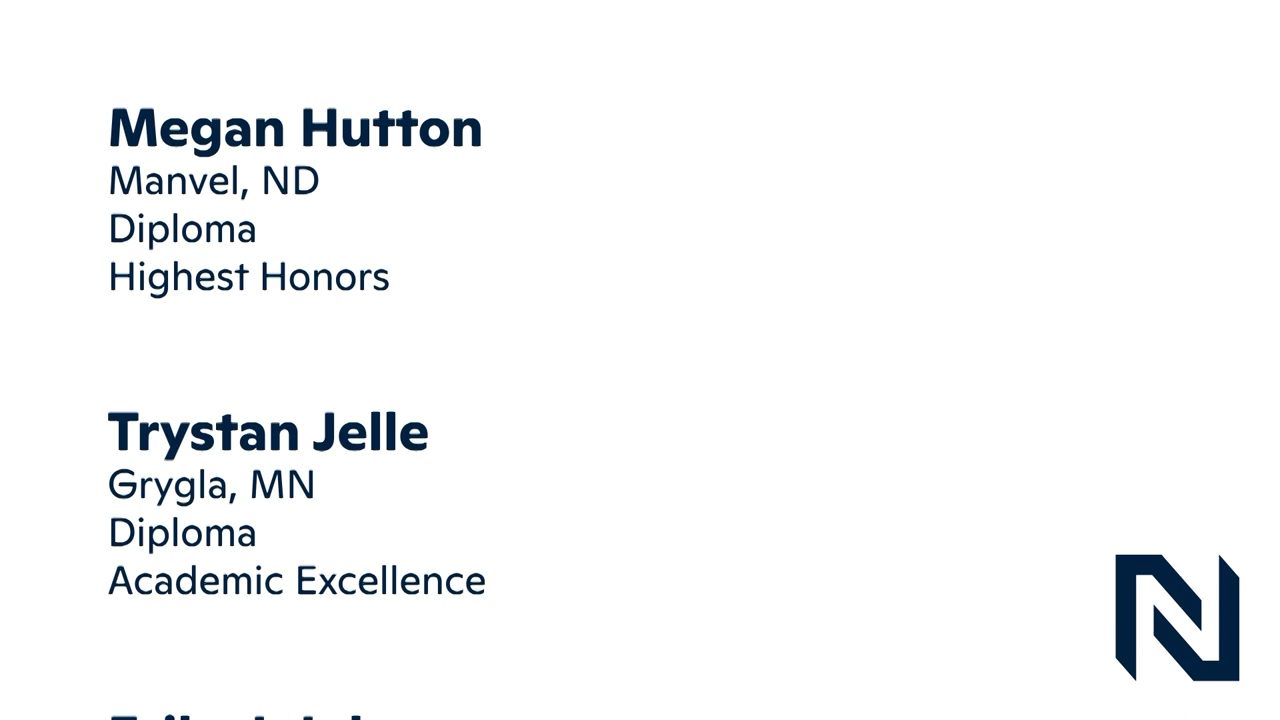 Megan Hutton
Manvel, ND
Diploma
Highest Honors
Trystan Jelle
Grygla, MN
Diploma
Academic Excellence
N